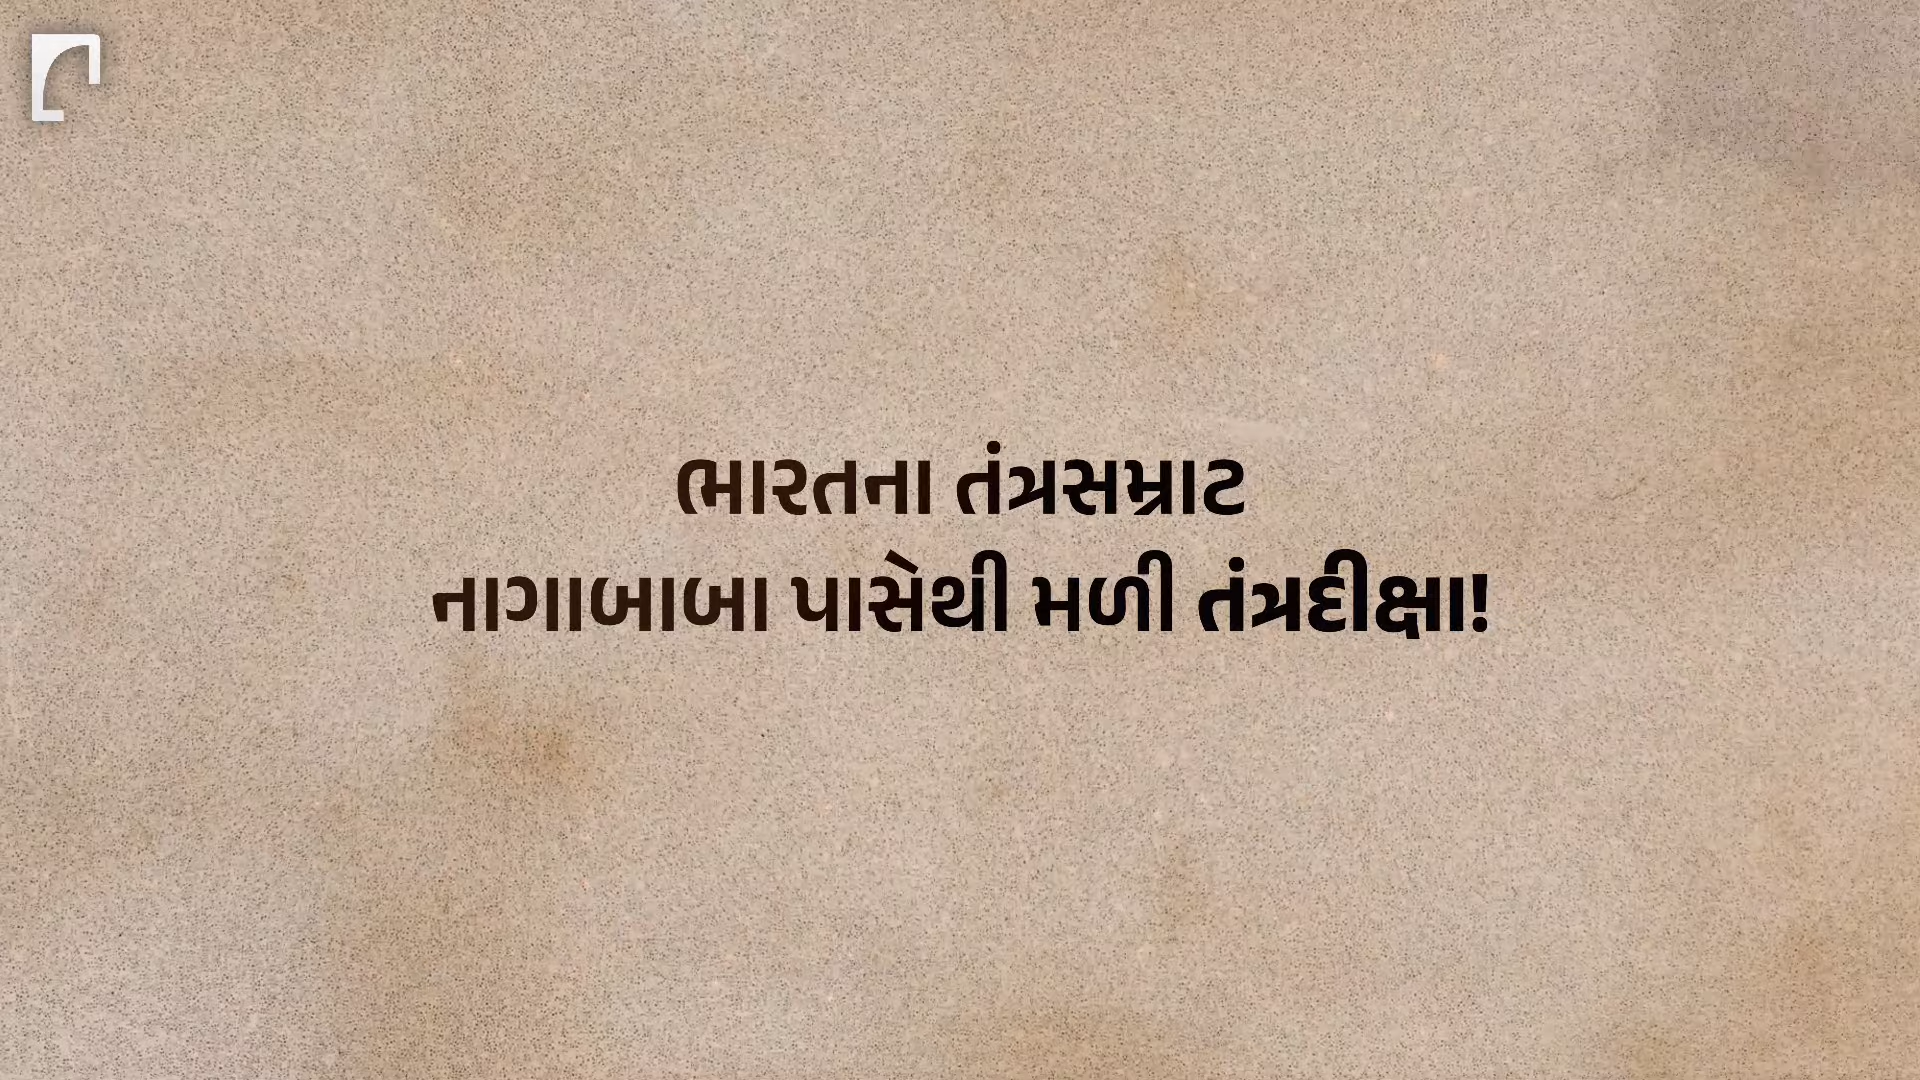 ભારતના તંત્રસમ્રાટ
નાગાબાબા પાસેથી મળી તંત્રદીક્ષા!